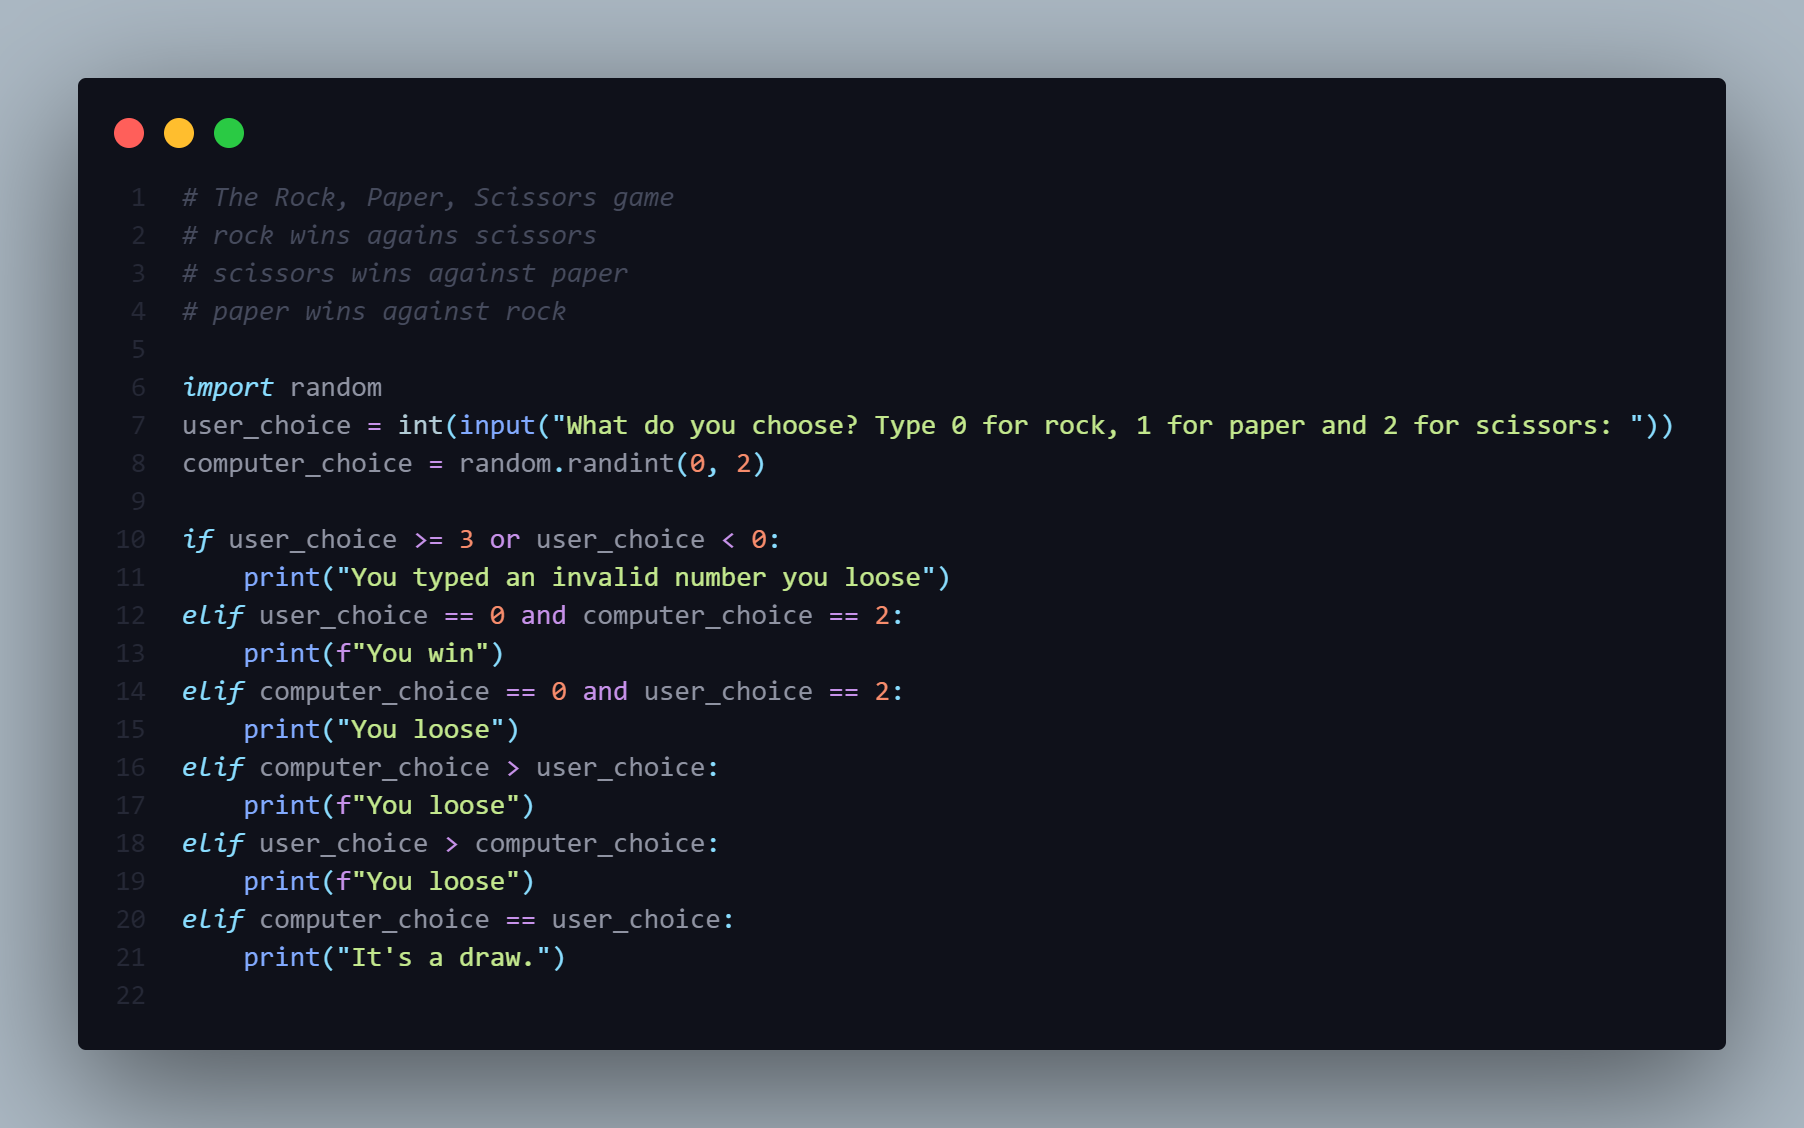 1 # The Rock, Paper, Scissors game
2 # rock wins agains scissors
3 # scissors wins against paper
4 # paper wins against rock
5
6 import random
7 user_choice = int(input("What do you choose? Type 0 for rock, 1 for paper and 2 for scissors: "))
8 computer_choice = random.randint(0, 2)
9
10 if user_choice >= 3 or user_choice < 0:
11     print("You typed an invalid number you loose")
12 elif user_choice == 0 and computer_choice == 2:
13     print(f"You win")
14 elif computer_choice == 0 and user_choice == 2:
15     print("You loose")
16 elif computer_choice > user_choice:
17     print(f"You loose")
18 elif user_choice > computer_choice:
19     print(f"You loose")
20 elif computer_choice == user_choice:
21     print("It's a draw.")
22